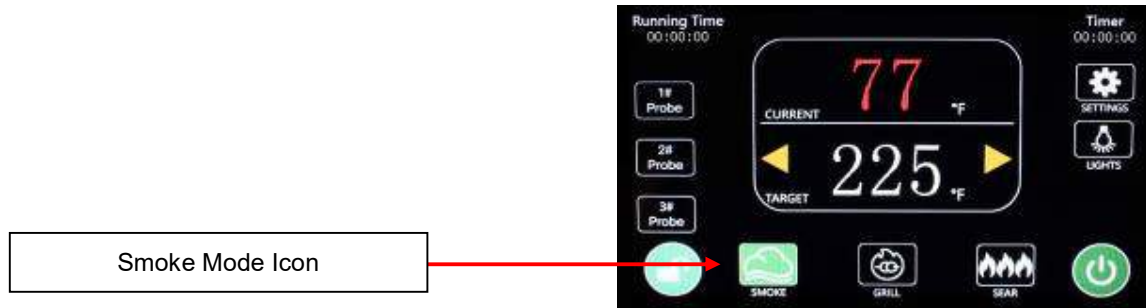 Running Time
00:00:00
Timer
00:00:00
77
CURRENT
°F
1#
Probe
SETTINGS
2#
Probe
225
°F
TARGET
LIGHTS
3#
Probe
Smoke Mode Icon
SMOKE
GRILL
SEAR